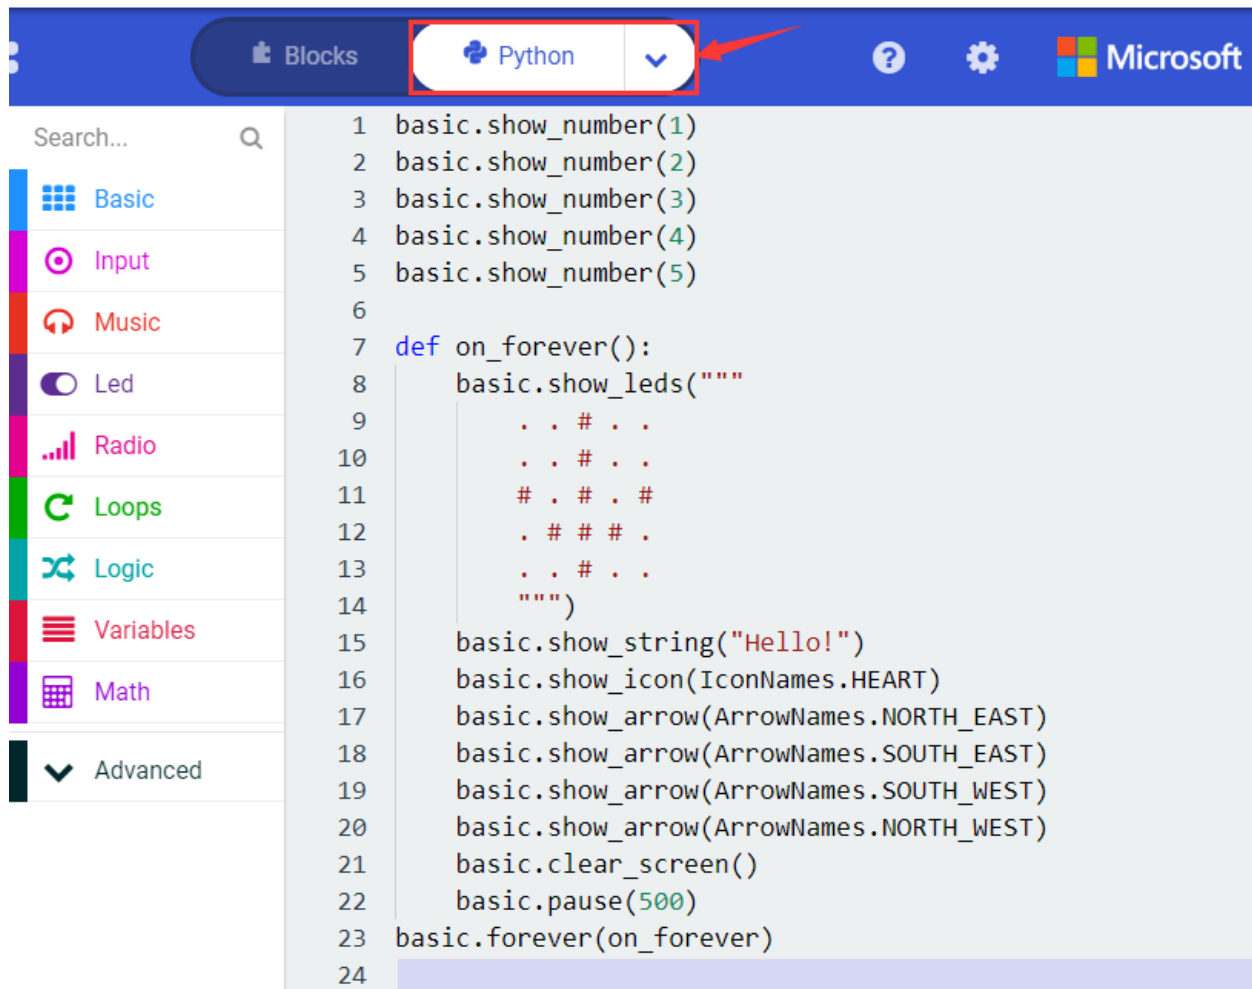 Blocks
Python
Microsoft
Search...
Basic
Input
Music
Led
Radio
Loops
Logic
Variables
Math
Advanced
1 basic.show_number(1)
2 basic.show_number(2)
3 basic.show_number(3)
4 basic.show_number(4)
5 basic.show_number(5)
6
7 def on_forever():
8     basic.show_leds("""
9         . . # . .
10         . . # . .
11         # . # . #
12         . # # # .
13         . . # . .
14         """)
15     basic.show_string("Hello!")
16     basic.show_icon(IconNames.HEART)
17     basic.show_arrow(ArrowNames.NORTH_EAST)
18     basic.show_arrow(ArrowNames.SOUTH_EAST)
19     basic.show_arrow(ArrowNames.SOUTH_WEST)
20     basic.show_arrow(ArrowNames.NORTH_WEST)
21     basic.clear_screen()
22     basic.pause(500)
23 basic.forever(on_forever)
24